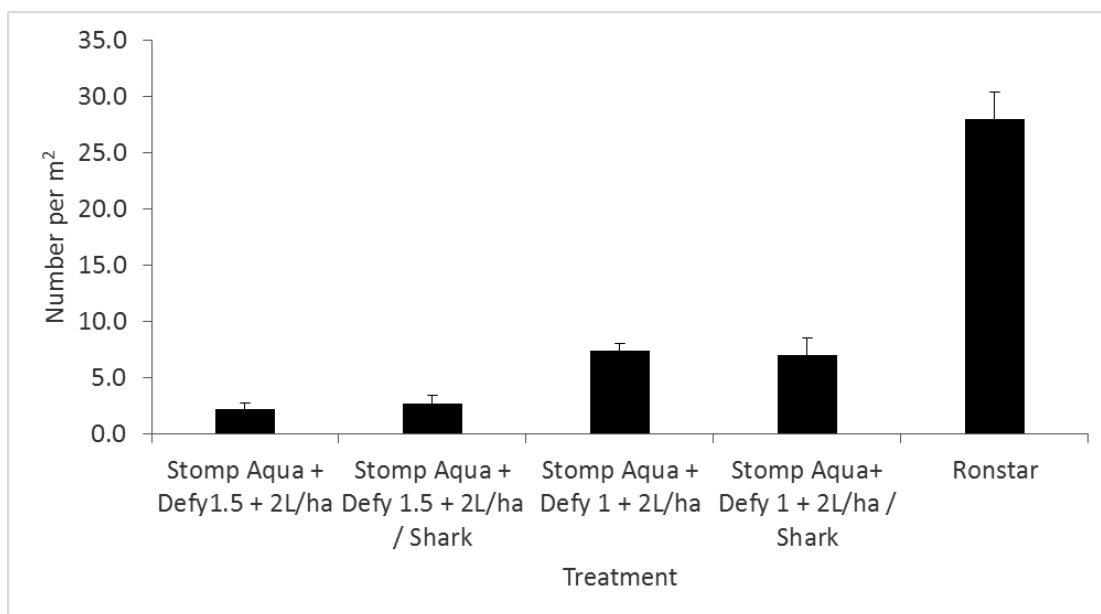 35.0
30.0
25.0
20.0
15.0
10.0
5.0
0.0
Number per m²
Stomp Aqua +
Defy1.5 + 2L/ha
Stomp Aqua +
Defy 1.5 + 2L/ha
/ Shark
Stomp Aqua +
Defy 1 + 2L/ha
Stomp Aqua+
Defy 1 + 2L/ha /
Shark
Ronstar
Treatment